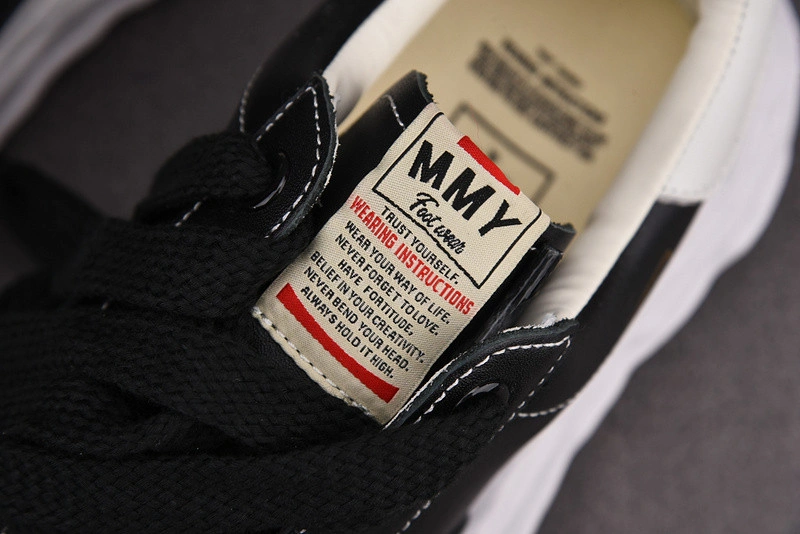 MMY
Footwear
TRUST YOURSELF.
WEARING INSTRUCTIONS
WEAR YOUR WAY OF LIFE.
NEVER FORGET TO LOVE.
HAVE FORTITUDE.
BELIEF IN YOUR CREATIVITY.
NEVER BEND YOUR HEAD.
ALWAYS HOLD IT HIGH.